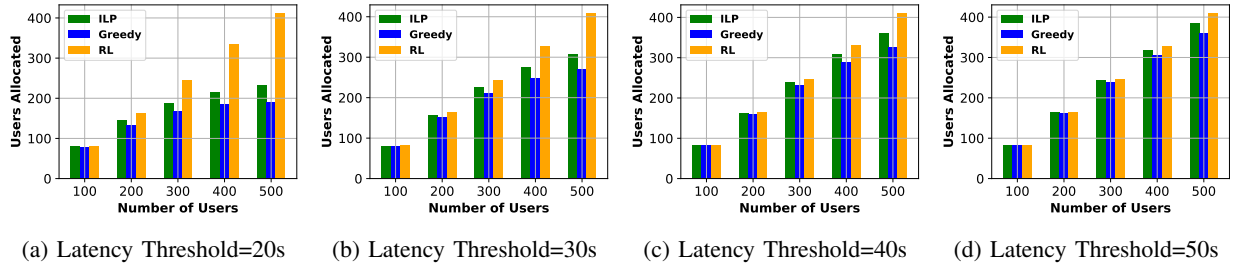 400
300
200
100
0
Users Allocated
ILP
Greedy
RL
100 200 300 400 500
Number of Users
(a) Latency Threshold=20s
400
300
200
100
0
Users Allocated
ILP
Greedy
RL
100 200 300 400 500
Number of Users
(b) Latency Threshold=30s
400
300
200
100
0
Users Allocated
ILP
Greedy
RL
100 200 300 400 500
Number of Users
(c) Latency Threshold=40s
400
300
200
100
0
Users Allocated
ILP
Greedy
RL
100 200 300 400 500
Number of Users
(d) Latency Threshold=50s